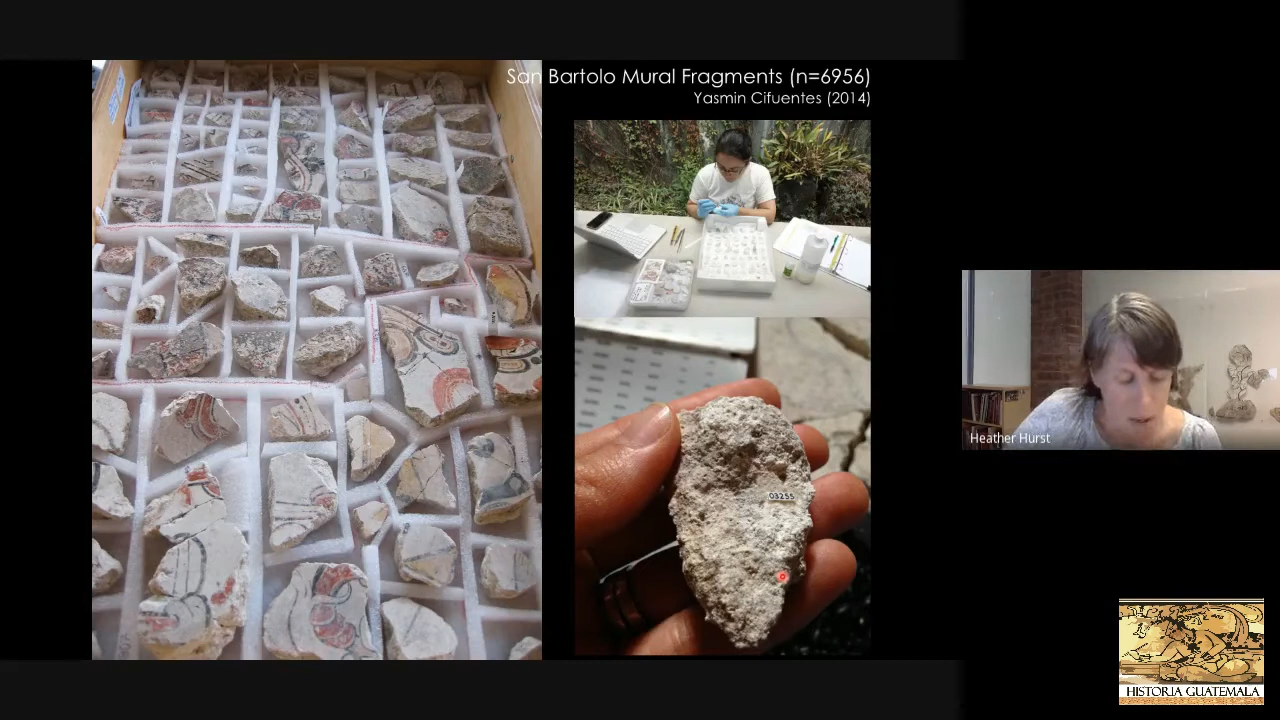 San Bartolo Mural Fragments (n=6956)
Yasmin Cifuentes (2014)
03255
Heather Hurst
HISTORIA GUATEMALA